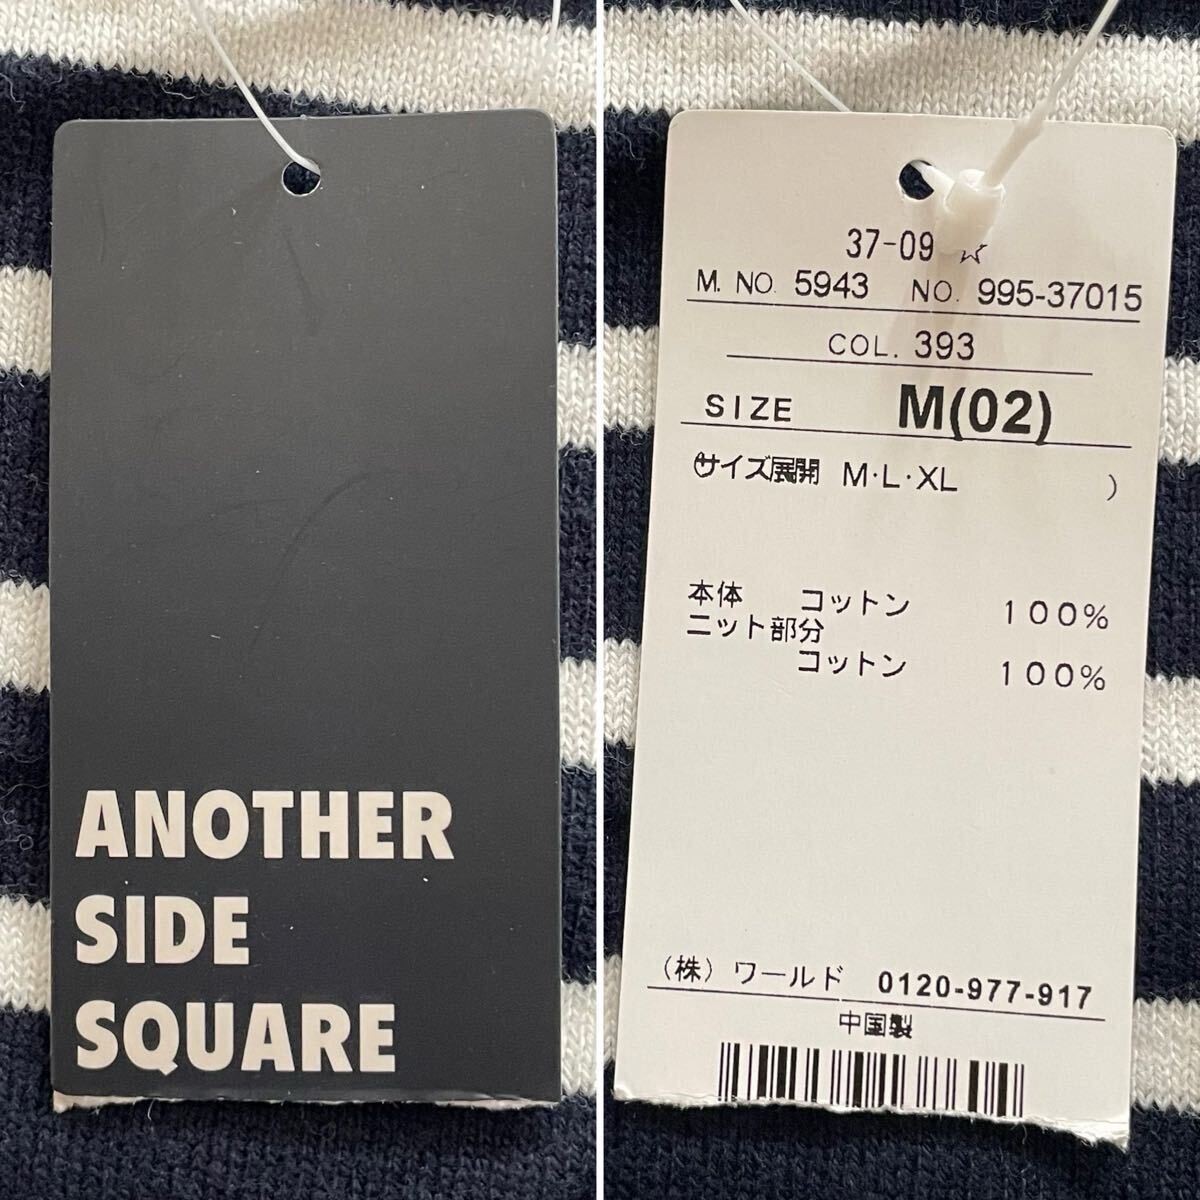 ANOTHER
SIDE
SQUARE
37-09 ☆
M. NO. 5943 NO. 995-37015
COL. 393
SIZE M(02)
(サイズ展開 M·L·XL )
本体 コットン 100%
ニット部分
コットン 100%
(株) ワールド 0120-977-917
中国製